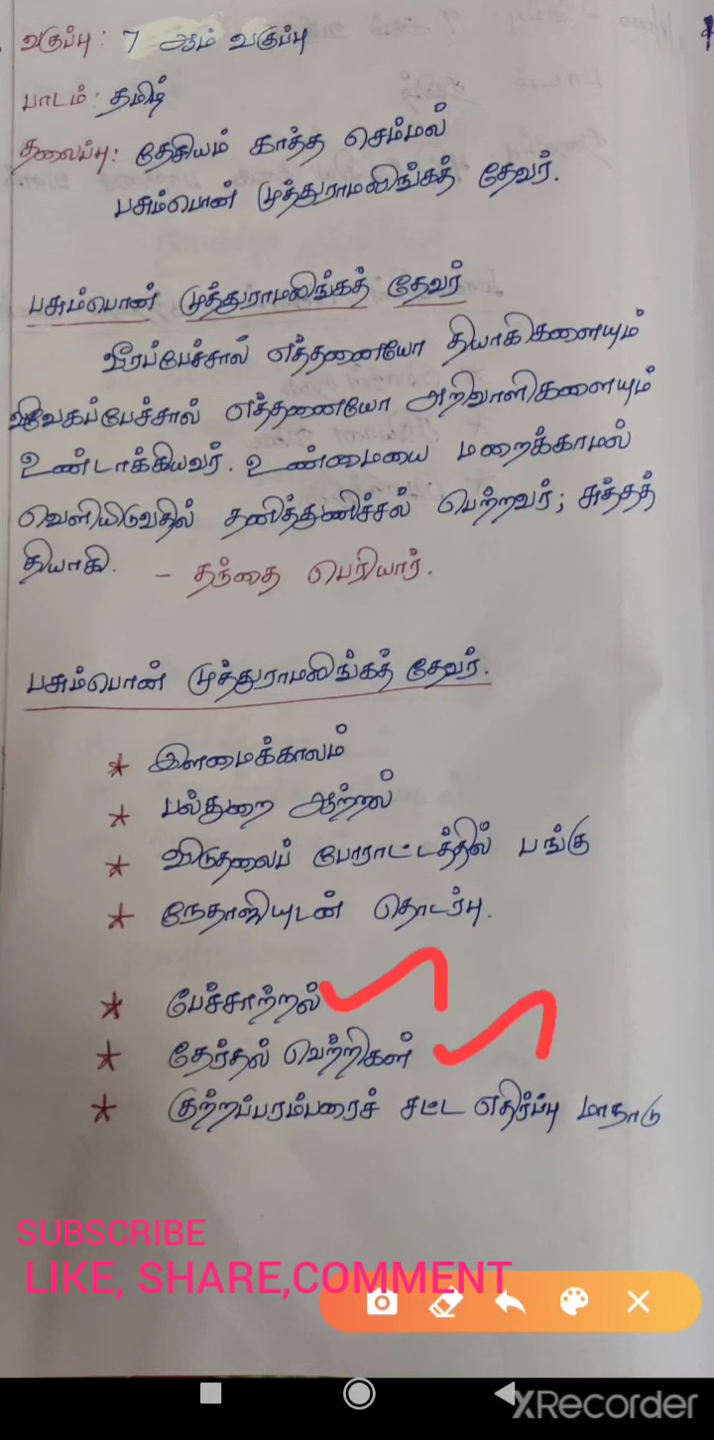 வகுப்பு: 7 ஆம் வகுப்பு
பாடம்: தமிழ்
தலைப்பு: தேசியம் காத்த செம்மல்
பசும்பொன் முத்துராமலிங்கத் தேவர்.
பசும்பொன் முத்துராமலிங்கத் தேவர்
வீரப்பேச்சால் எத்தனையோ தியாகிகளையும்
விவேகப்பேச்சால் எத்தனையோ அறிவாளிகளையும்
உண்டாக்கியவர். உண்மையை மறைக்காமல்
வெளியிடுவதில் தனித்துணிச்சல் பெற்றவர்; சுத்தத்
தியாகி. - தந்தை பெரியார்.
பசும்பொன் முத்துராமலிங்கத் தேவர்.
* இளமைக்காலம்
* பல்துறை ஆற்றல்
* விடுதலைப் போராட்டத்தில் பங்கு
* நேதாஜியுடன் தொடர்பு.
* பேச்சாற்றல்
* தேர்தல் வெற்றிகள்
* குற்றப்பரம்பரைச் சட்ட எதிர்ப்பு மாநாடு
SUBSCRIBE
LIKE, SHARE,COMMENT
XRecorder